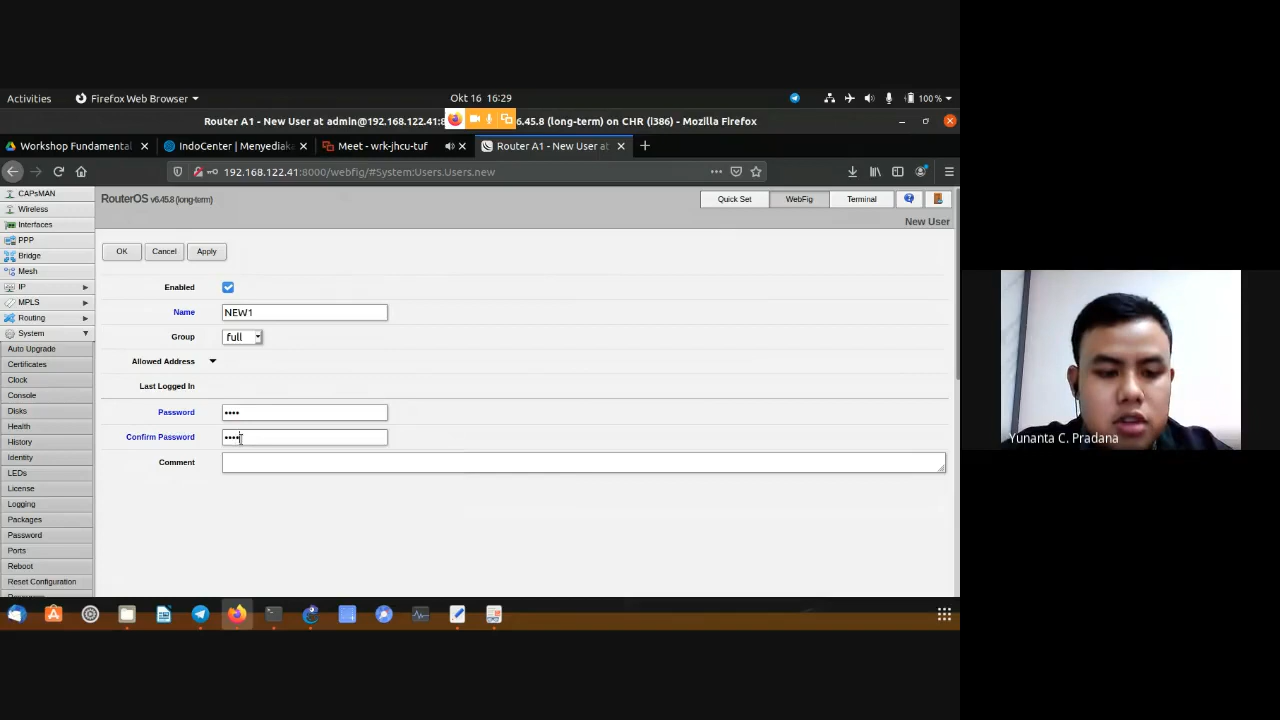 Activities
Firefox Web Browser
Okt 16 16:29
100 %
Router A1 - New User at admin@192.168.122.41:8
6.45.8 (long-term) on CHR (i386) - Mozilla Firefox
Workshop Fundamental
IndoCenter | Menyediaka
Meet - wrk-jhcu-tuf
Router A1 - New User at
192.168.122.41:8000/webfig/#System:Users.Users.new
CAPsMAN
Wireless
Interfaces
PPP
Bridge
Mesh
IP
MPLS
Routing
System
Auto Upgrade
Certificates
Clock
Console
Disks
Health
History
Identity
LEDs
License
Logging
Packages
Password
Ports
Reboot
Reset Configuration
RouterOS v6.45.8 (long-term)
Quick Set
WebFig
Terminal
New User
OK
Cancel
Apply
Enabled
Name
NEW1
Group
full
Allowed Address
Last Logged In
Password
••••
Confirm Password
••••
Comment
Yunanta C. Pradana